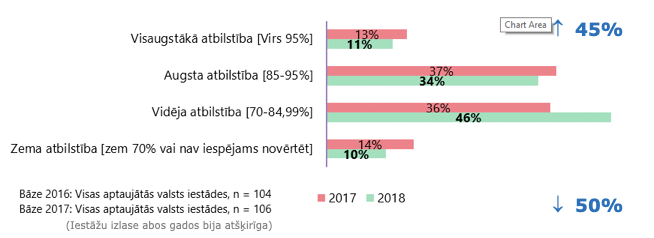 Chart Area
↑ 45%
Visaugstākā atbilstība [Virs 95%]
13%
11%
Augsta atbilstība [85-95%]
37%
34%
Vidēja atbilstība [70-84,99%]
36%
46%
Zema atbilstība [zem 70% vai nav iespējams novērtēt]
14%
10%
Bāze 2016: Visas aptaujātās valsts iestādes, n = 104
Bāze 2017: Visas aptaujātās valsts iestādes, n = 106
(Iestāžu izlase abos gados bija atšķirīga)
2017 2018
↓ 50%